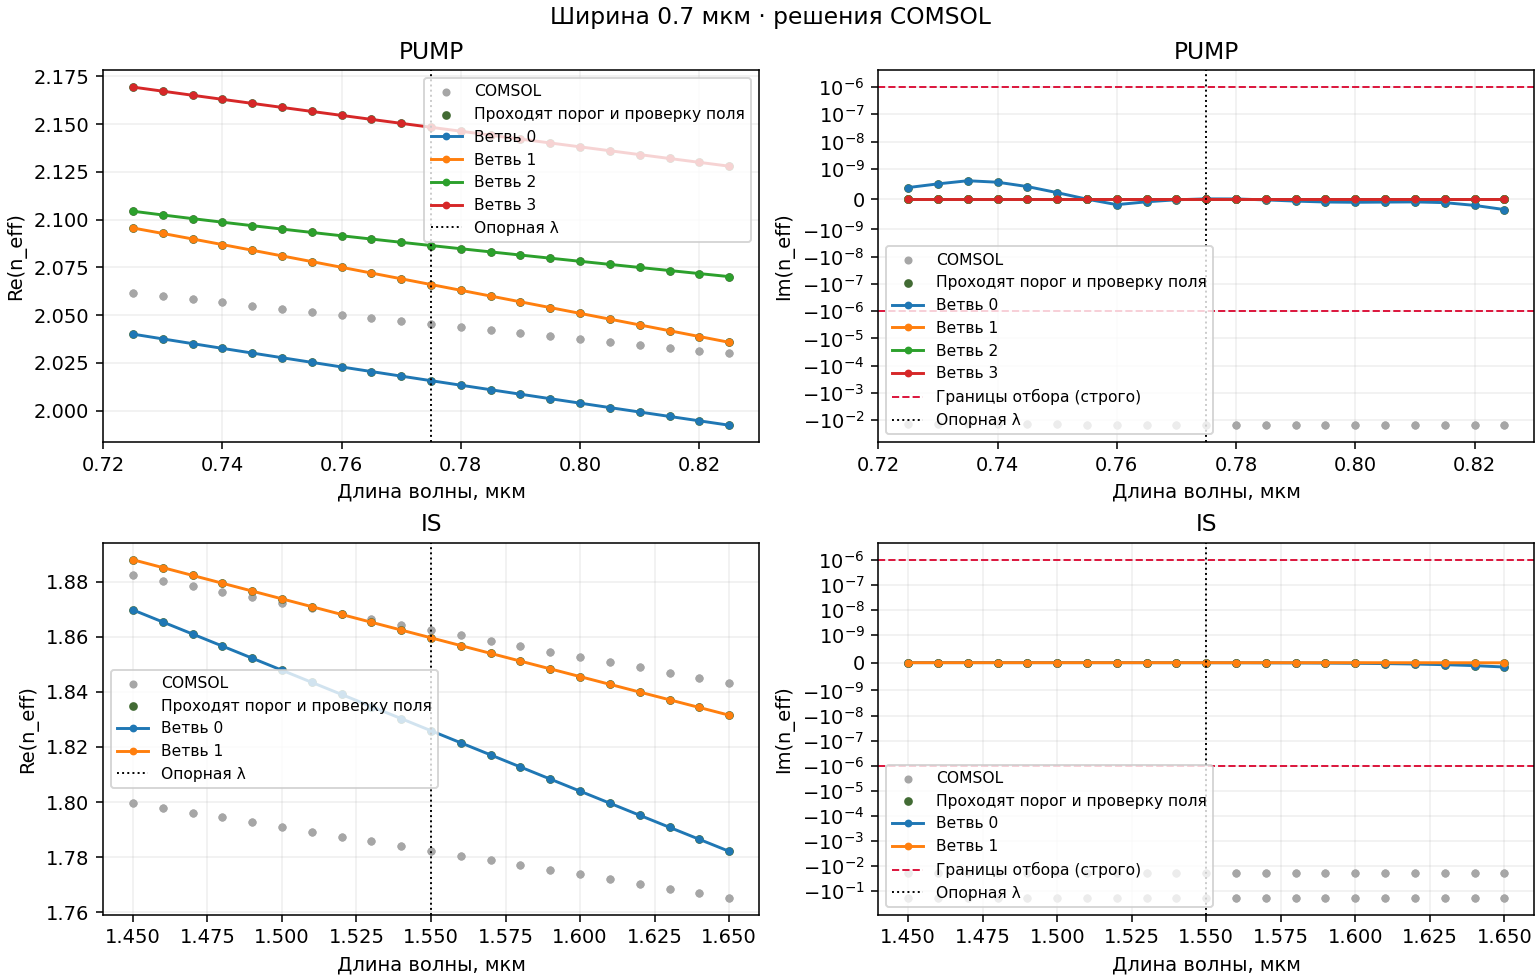 Ширина 0.7 мкм · решения COMSOL
PUMP
2.175
2.150
2.125
2.100
2.075
2.050
2.025
2.000
Re(n_eff)
COMSOL
Проходят порог и проверку поля
Ветвь 0
Ветвь 1
Ветвь 2
Ветвь 3
Опорная λ
0.72 0.74 0.76 0.78 0.80 0.82
Длина волны, мкм
PUMP
10⁻⁶
10⁻⁷
10⁻⁸
10⁻⁹
0
−10⁻⁹
−10⁻⁸
−10⁻⁷
−10⁻⁶
−10⁻⁵
−10⁻⁴
−10⁻³
−10⁻²
Im(n_eff)
COMSOL
Проходят порог и проверку поля
Ветвь 0
Ветвь 1
Ветвь 2
Ветвь 3
Границы отбора (строго)
Опорная λ
0.72 0.74 0.76 0.78 0.80 0.82
Длина волны, мкм
IS
1.88
1.86
1.84
1.82
1.80
1.78
1.76
Re(n_eff)
COMSOL
Проходят порог и проверку поля
Ветвь 0
Ветвь 1
Опорная λ
1.450 1.475 1.500 1.525 1.550 1.575 1.600 1.625 1.650
Длина волны, мкм
IS
10⁻⁶
10⁻⁷
10⁻⁸
10⁻⁹
0
−10⁻⁹
−10⁻⁸
−10⁻⁷
−10⁻⁶
−10⁻⁵
−10⁻⁴
−10⁻³
−10⁻²
−10⁻¹
Im(n_eff)
COMSOL
Проходят порог и проверку поля
Ветвь 0
Ветвь 1
Границы отбора (строго)
Опорная λ
1.450 1.475 1.500 1.525 1.550 1.575 1.600 1.625 1.650
Длина волны, мкм